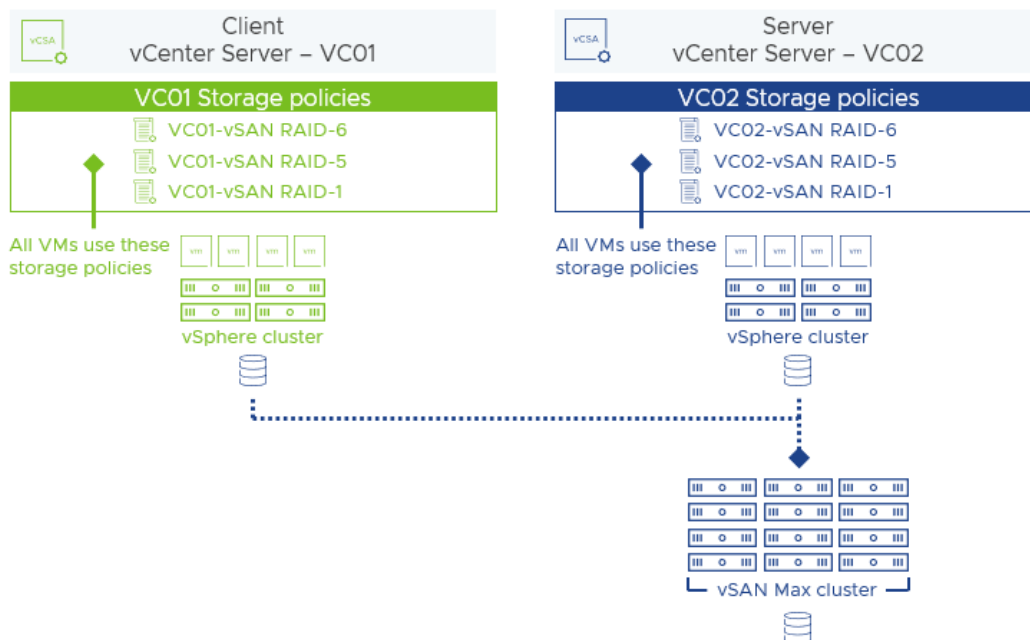 vCSA
Client
vCenter Server – VC01
VC01 Storage policies
VC01-vSAN RAID-6
VC01-vSAN RAID-5
VC01-vSAN RAID-1
All VMs use these
storage policies
vm vm vm vm
vSphere cluster
vCSA
Server
vCenter Server – VC02
VC02 Storage policies
VC02-vSAN RAID-6
VC02-vSAN RAID-5
VC02-vSAN RAID-1
All VMs use these
storage policies
vm vm vm vm
vSphere cluster
vSAN Max cluster